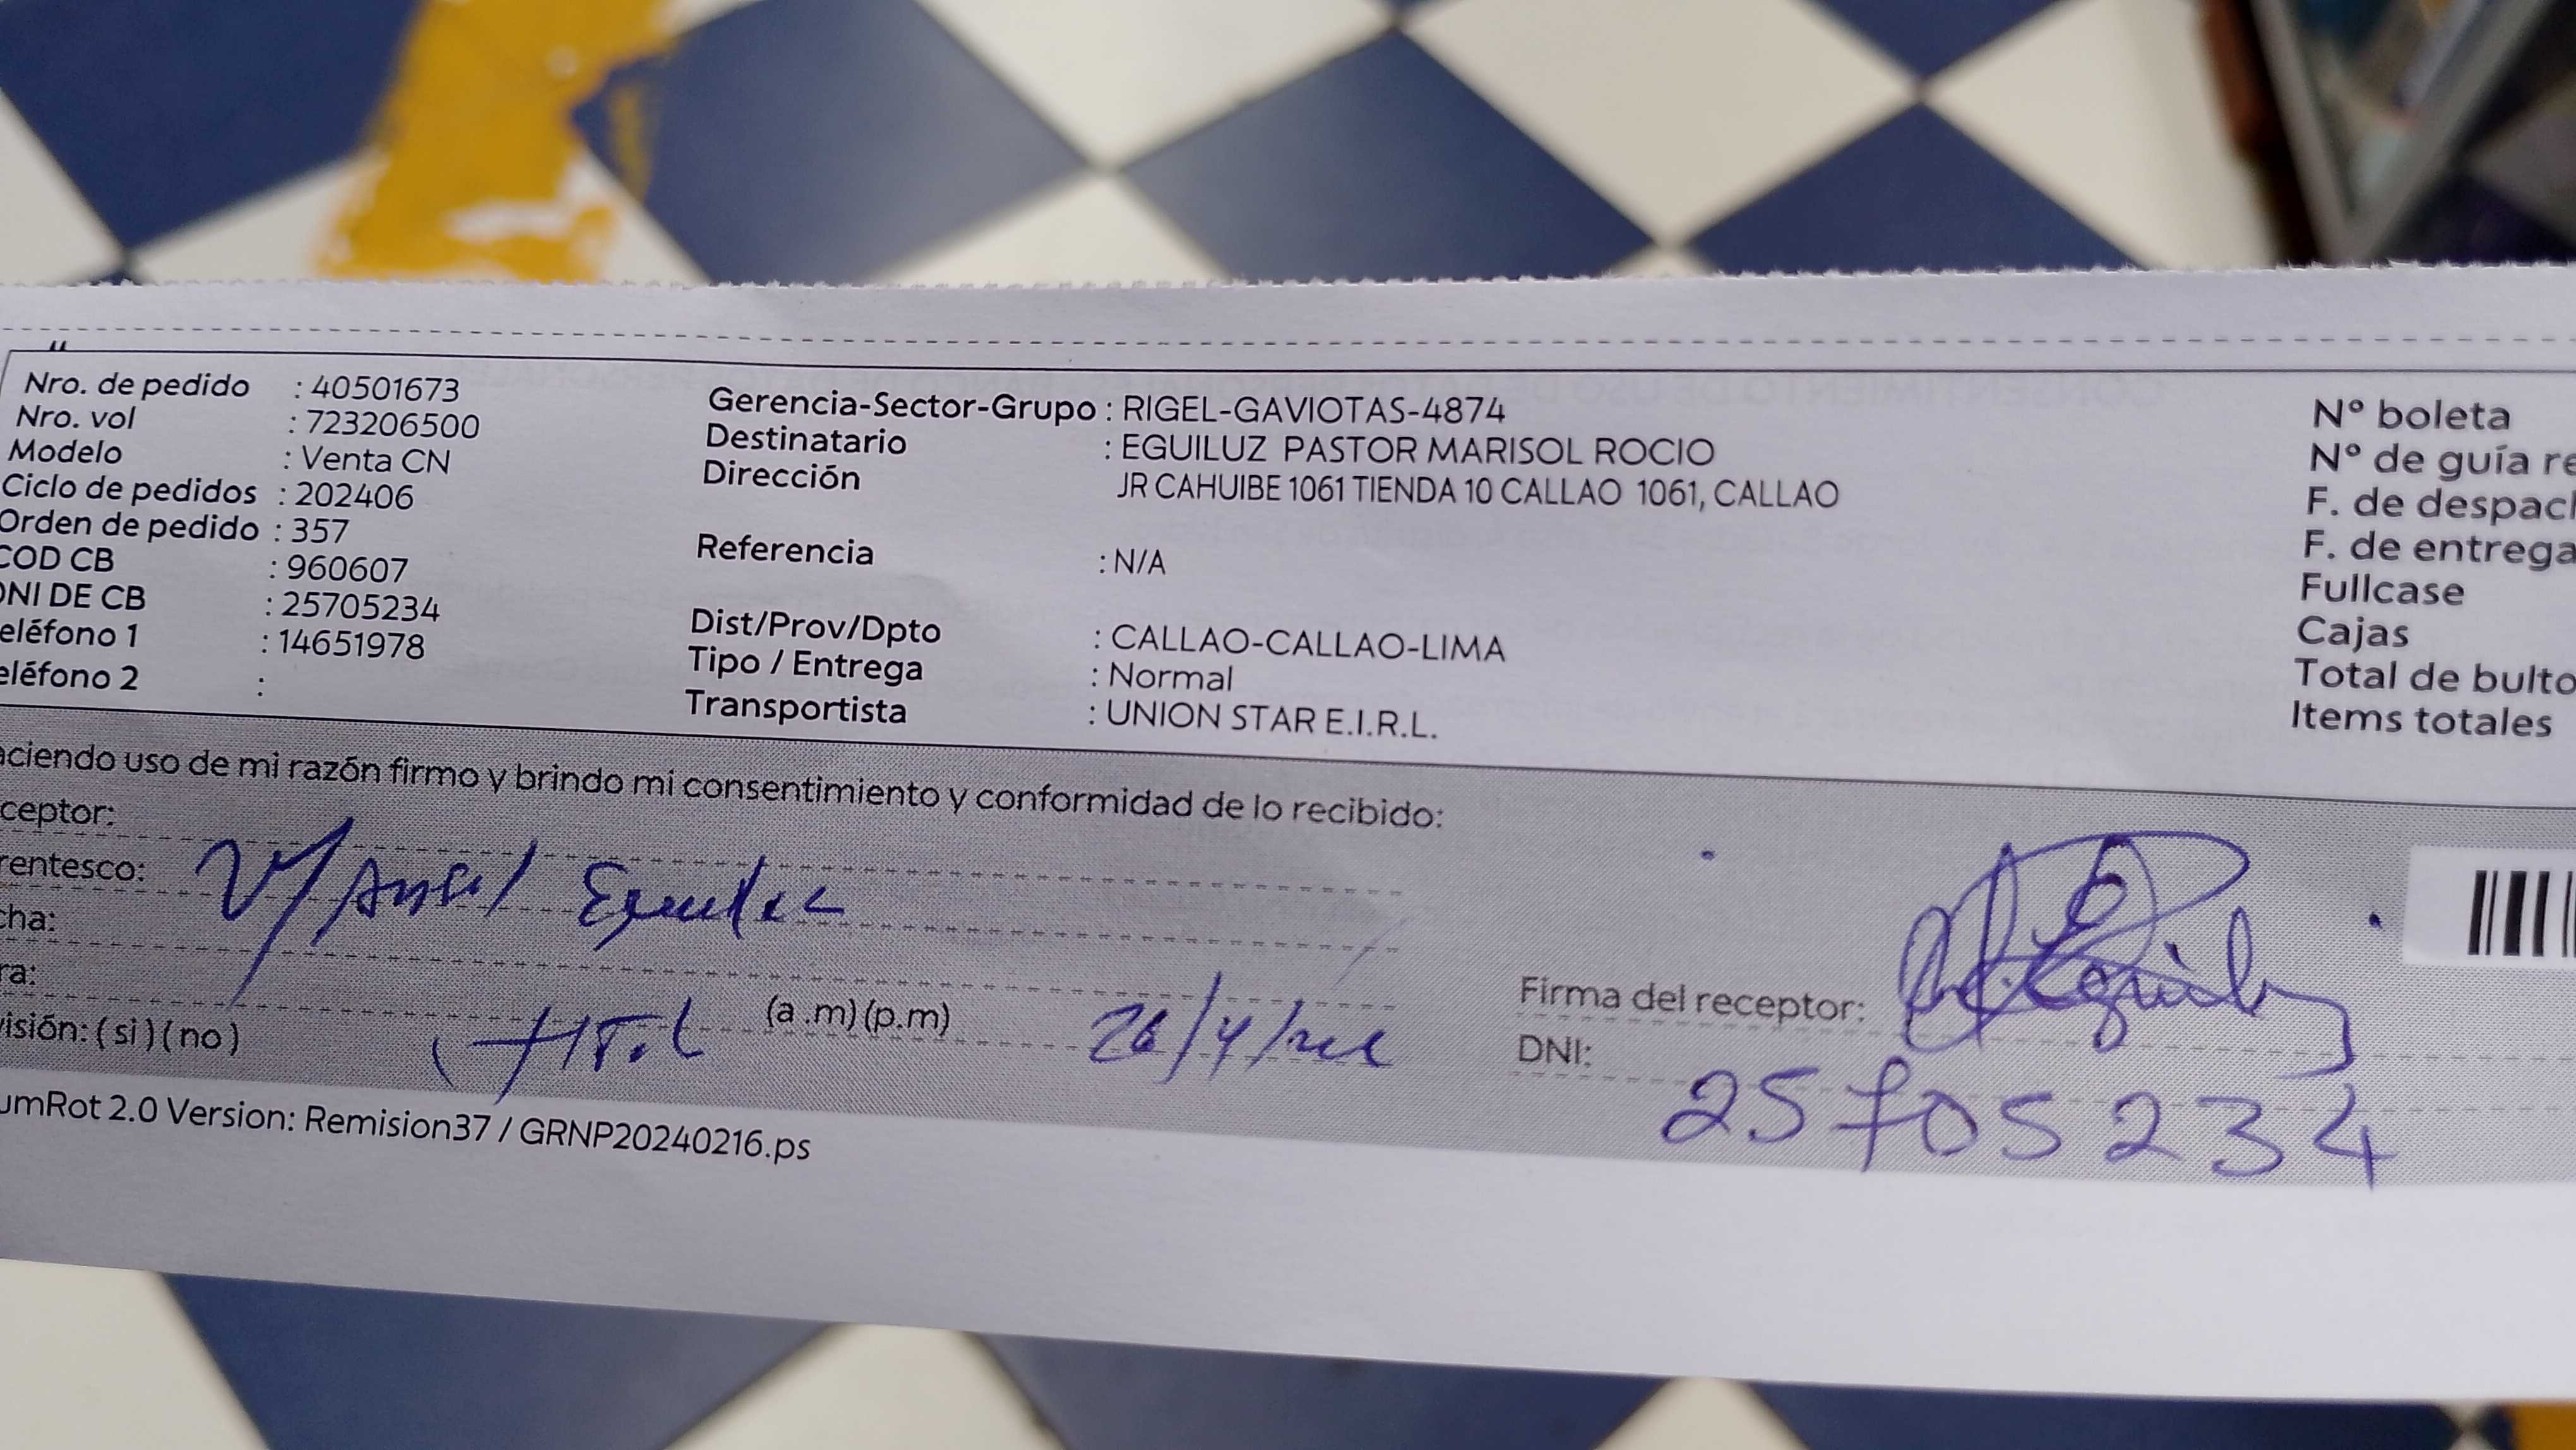 Nro. de pedido : 40501673
Nro. vol : 723206500
Modelo : Venta CN
Ciclo de pedidos : 202406
Orden de pedido : 357
COD CB : 960607
DNI DE CB : 25705234
eléfono 1 : 14651978
eléfono 2 :
Gerencia-Sector-Grupo : RIGEL-GAVIOTAS-4874
Destinatario : EGUILUZ PASTOR MARISOL ROCIO
Dirección JR CAHUIBE 1061 TIENDA 10 CALLAO 1061, CALLAO
Referencia : N/A
Dist/Prov/Dpto : CALLAO-CALLAO-LIMA
Tipo / Entrega : Normal
Transportista : UNION STAR E.I.R.L.
Nº boleta
Nº de guía re
F. de despach
F. de entrega
Fullcase
Cajas
Total de bulto
Items totales
aciendo uso de mi razón firmo y brindo mi consentimiento y conformidad de lo recibido:
ceptor:
rentesco: Angel
cha:
ra:
(a .m) (p.m)
visión: ( si ) ( no )
Firma del receptor:
DNI: 25705234
umRot 2.0 Version: Remision37 / GRNP20240216.ps